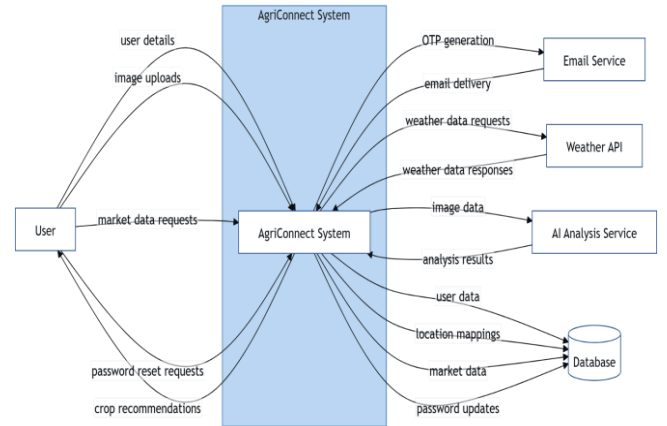 AgriConnect System
user details
image uploads
User
market data requests
password reset requests
crop recommendations
AgriConnect System
OTP generation
email delivery
weather data requests
weather data responses
image data
analysis results
user data
location mappings
market data
password updates
Email Service
Weather API
AI Analysis Service
Database